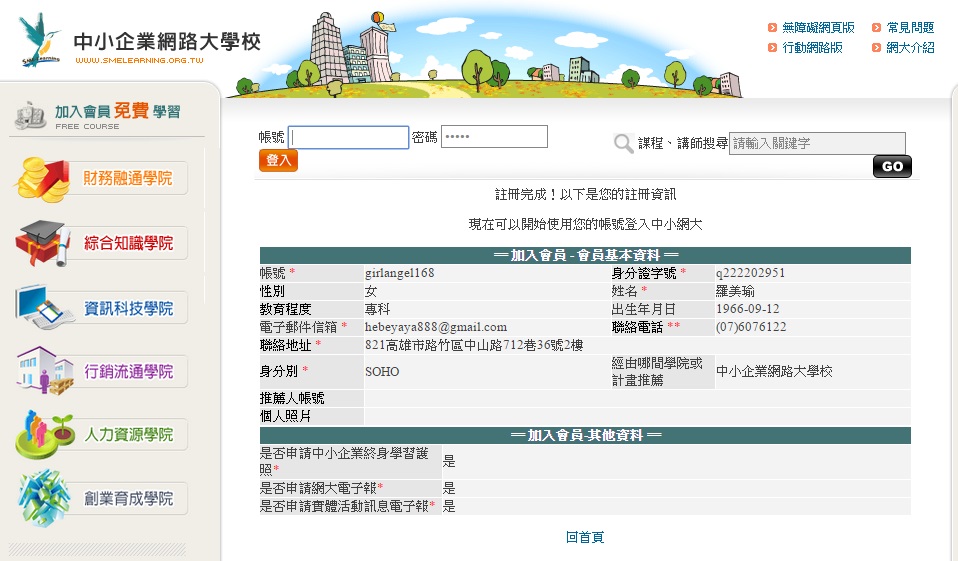 中小企業網路大學校
WWW.SMELEARNING.ORG.TW
無障礙網頁版
常見問題
行動網路版
網大介紹
加入會員 免費 學習
FREE COURSE
財務融通學院
綜合知識學院
資訊科技學院
行銷流通學院
人力資源學院
創業育成學院
帳號 密碼 •••••
登入
課程、講師搜尋 請輸入關鍵字
GO
註冊完成！以下是您的註冊資訊
現在可以開始使用您的帳號登入中小網大
== 加入會員 - 會員基本資料 ==
帳號 * girlangel168 身分證字號 * q222202951
性別 女 姓名 * 羅美瑜
教育程度 專科 出生年月日 1966-09-12
電子郵件信箱 * hebeyaya888@gmail.com 聯絡電話 ** (07)6076122
聯絡地址 * 821高雄市路竹區中山路712巷36號2樓
身分別 * SOHO 經由哪間學院或
計畫推薦 中小企業網路大學校
推薦人帳號
個人照片
== 加入會員-其他資料 ==
是否申請中小企業終身學習護
照* 是
是否申請網大電子報* 是
是否申請實體活動訊息電子報* 是
回首頁